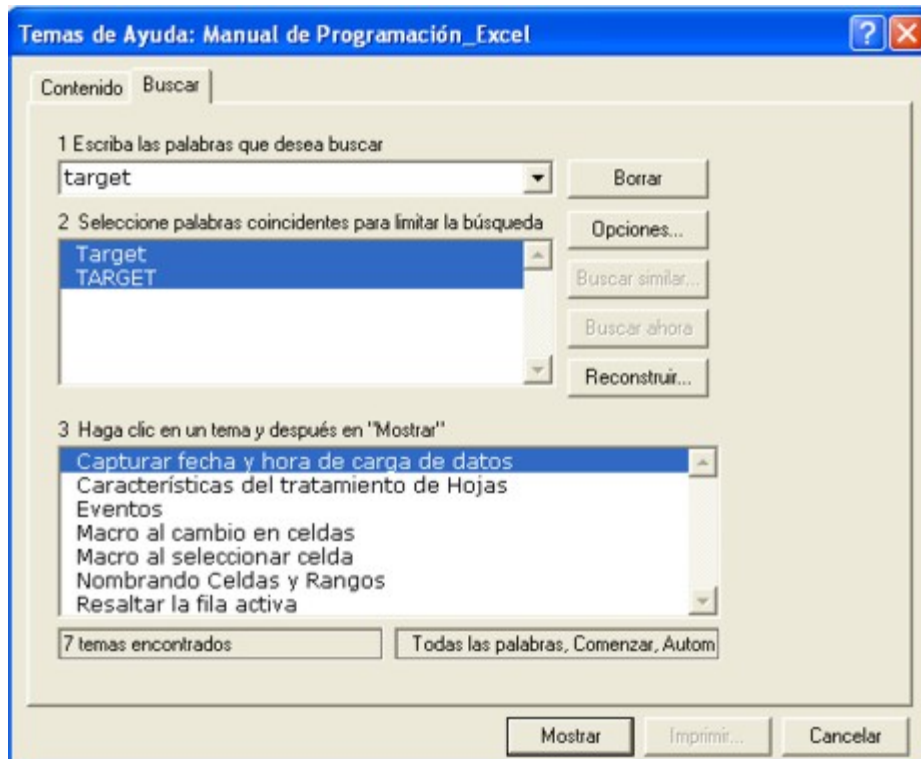 Temas de Ayuda: Manual de Programación_Excel
Contenido
Buscar
1 Escriba las palabras que desea buscar
target
Borrar
2 Seleccione palabras coincidentes para limitar la búsqueda
Opciones...
Target
TARGET
Buscar similar...
Buscar ahora
Reconstruir...
3 Haga clic en un tema y después en "Mostrar"
Capturar fecha y hora de carga de datos
Características del tratamiento de Hojas
Eventos
Macro al cambio en celdas
Macro al seleccionar celda
Nombrando Celdas y Rangos
Resaltar la fila activa
7 temas encontrados
Todas las palabras, Comenzar, Autom
Mostrar
Imprimir...
Cancelar